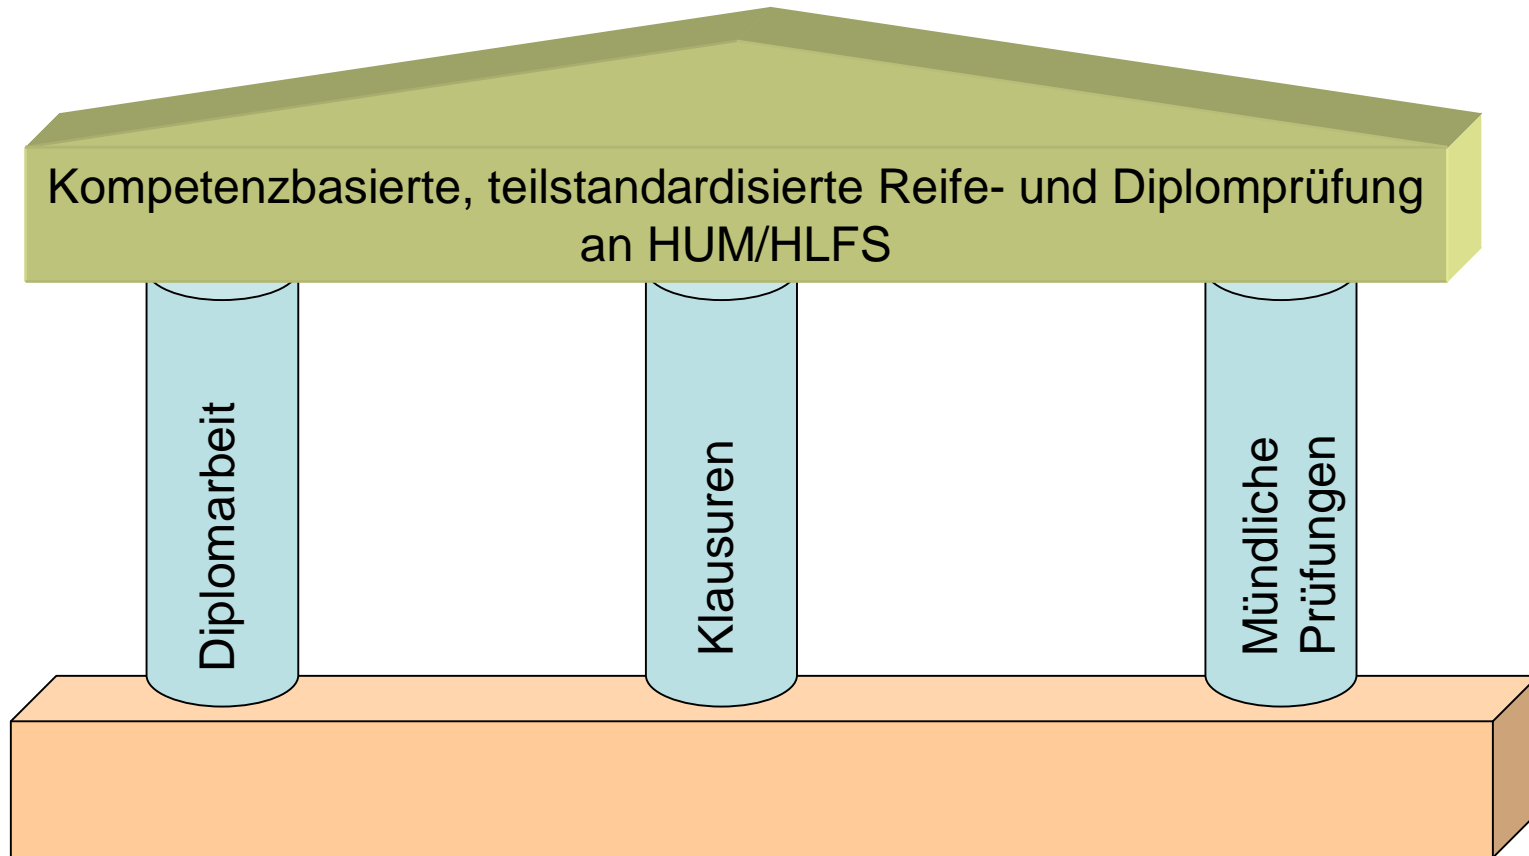 Kompetenzbasierte, teilstandardisierte Reife- und Diplomprüfung
an HUM/HLFS
Diplomarbeit
Klausuren
Mündliche
Prüfungen